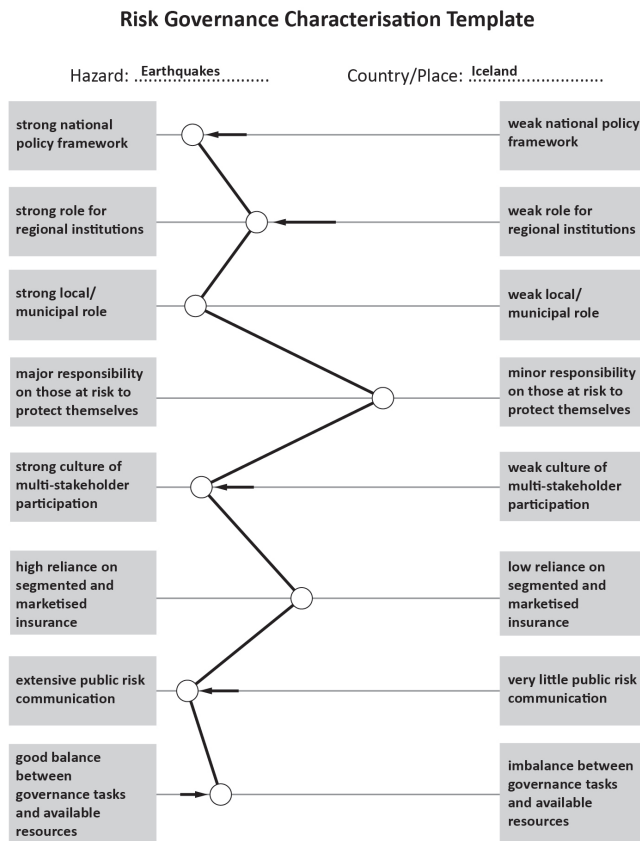 Risk Governance Characterisation Template
Hazard: Earthquakes
Country/Place: Iceland
strong national
policy framework
weak national policy
framework
strong role for
regional institutions
weak role for
regional institutions
strong local/
municipal role
weak local/
municipal role
major responsibility
on those at risk to
protect themselves
minor responsibility
on those at risk to
protect themselves
strong culture of
multi-stakeholder
participation
weak culture of
multi-stakeholder
participation
high reliance on
segmented and
marketised
insurance
low reliance on
segmented and
marketised
insurance
extensive public risk
communication
very little public risk
communication
good balance
between
governance tasks
and available
resources
imbalance between
governance tasks
and available
resources